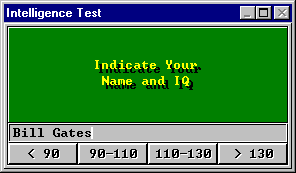 Intelligence Test
Indicate Your
Name and IQ
Bill Gates
< 90 90-110 110-130 > 130